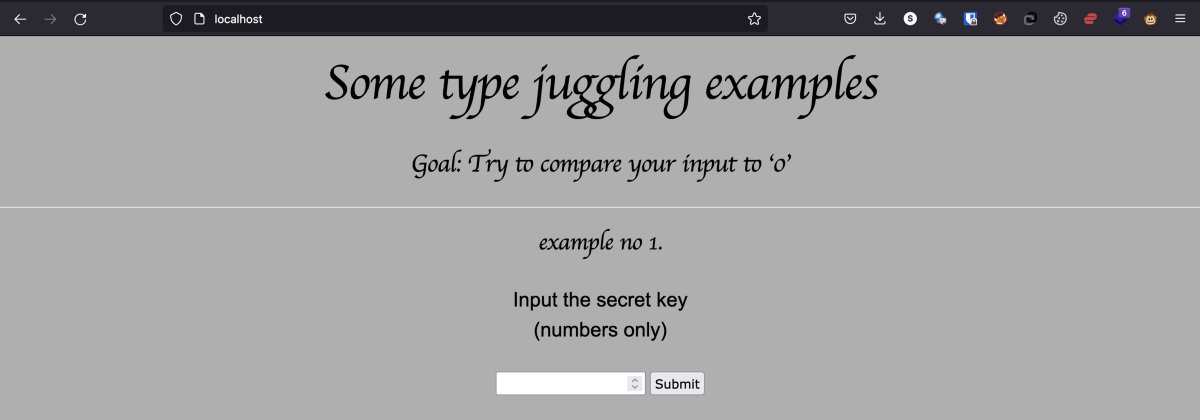 localhost
S
6
Some type juggling examples
Goal: Try to compare your input to ‘0’
example no 1.
Input the secret key
(numbers only)
Submit